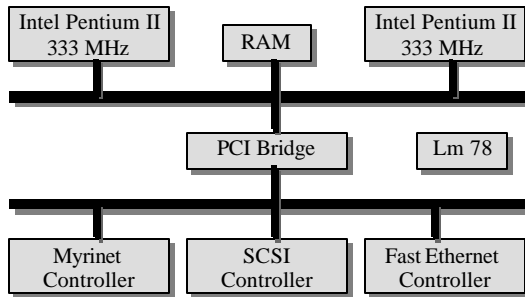 Intel Pentium II
333 MHz
RAM
Intel Pentium II
333 MHz
PCI Bridge
Lm 78
Myrinet
Controller
SCSI
Controller
Fast Ethernet
Controller